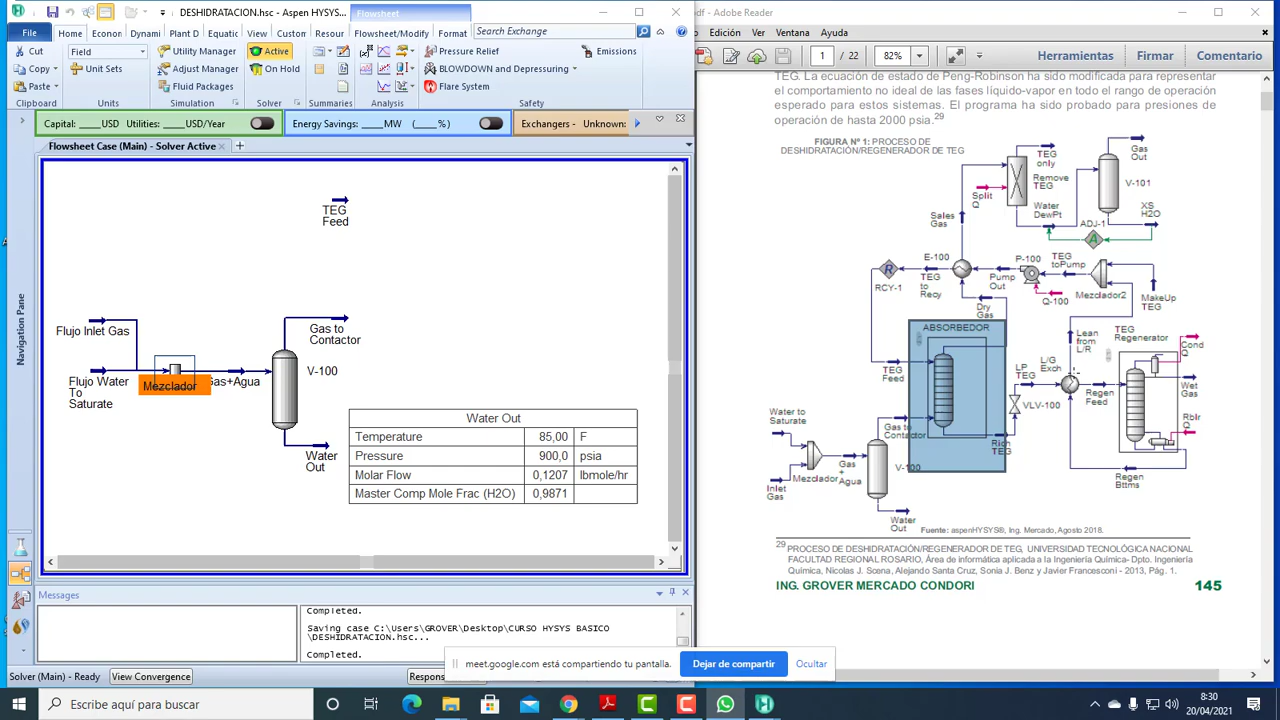 DESHIDRATACION.hsc - Aspen HYSYS...
Flowsheet
.pdf - Adobe Reader
File
Home
Econon
Plant D
Equipm
View
Custom
Resour
Flowsheet/Modify
Format
Search Exchange
Edición
Ver
Ventana
Ayuda
Cut
Copy
Paste
Clipboard
Field
Unit Sets
Units
Utility Manager
Adjust Manager
Fluid Packages
Simulation
Active
On Hold
Solver
Summaries
Analysis
Pressure Relief
BLOWDOWN and Depressuring
Flare System
Safety
Emissions
1 / 22
82%
Herramientas
Firmar
Comentario
Capital: ____USD Utilities: ____USD/Year
Energy Savings: ____MW (____%)
Exchangers - Unknown:
Flowsheet Case (Main) - Solver Active
Navigation Pane
TEG
Feed
Flujo Inlet Gas
Gas to
Contactor
Flujo Water
To
Saturate
Mezclador
Gas+Agua
V-100
Water
Out
Water Out
Temperature 85,00 F
Pressure 900,0 psia
Molar Flow 0,1207 lbmole/hr
Master Comp Mole Frac (H2O) 0,9871
Messages
Completed.
Saving case C:\Users\GROVER\Desktop\CURSO HYSYS BASICO
\DESHIDRATACION.hsc...
Completed.
Solver (Main) - Ready
View Convergence
Respons
TEG. La ecuación de estado de Peng-Robinson ha sido modificada para representar
el comportamiento no ideal de las fases líquido-vapor en todo el rango de operación
esperado para estos sistemas. El programa ha sido probado para presiones de
operación de hasta 2000 psia.29
FIGURA Nº 1: PROCESO DE
DESHIDRATACIÓN/REGENERADOR DE TEG
TEG
only
Gas
Out
Split
Q
Remove
TEG
V-101
Water
DewPt
XS
H2O
Sales
Gas
ADJ-1
A
E-100
P-100
TEG
toPump
R
RCY-1
TEG
to
Recy
Pump
Out
Q-100
Mezclador2
MakeUp
TEG
Dry
Gas
ABSORBEDOR
Lean
from
L/R
TEG
Regenerator
Cond
Q
TEG
Feed
LP
TEG
L/G
Exch
Regen
Feed
Wet
Gas
VLV-100
Water to
Saturate
Gas to
Contactor
Rich
TEG
Rblr
Q
Mezclador
Gas
+
Agua
V-100
Inlet
Gas
Regen
Bttms
Water
Out
Fuente: aspenHYSYS®, Ing. Mercado, Agosto 2018.
29 PROCESO DE DESHIDRATACIÓN/REGENERADOR DE TEG, UNIVERSIDAD TECNOLÓGICA NACIONAL
FACULTAD REGIONAL ROSARIO, Área de informática aplicada a la Ingeniería Química- Dpto. Ingeniería
Química, Nicolas J. Scena, Alejandro Santa Cruz, Sonia J. Benz y Javier Francesconi - 2013, Pág. 1.
ING. GROVER MERCADO CONDORI 145
meet.google.com está compartiendo tu pantalla.
Dejar de compartir
Ocultar
Escribe aquí para buscar
8:30
20/04/2021